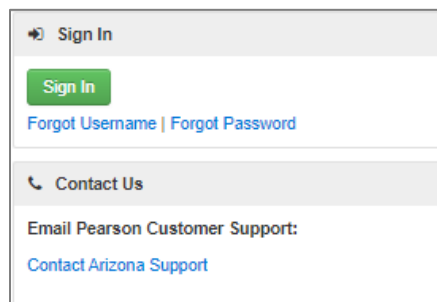 Sign In
Sign In
Forgot Username | Forgot Password
Contact Us
Email Pearson Customer Support:
Contact Arizona Support